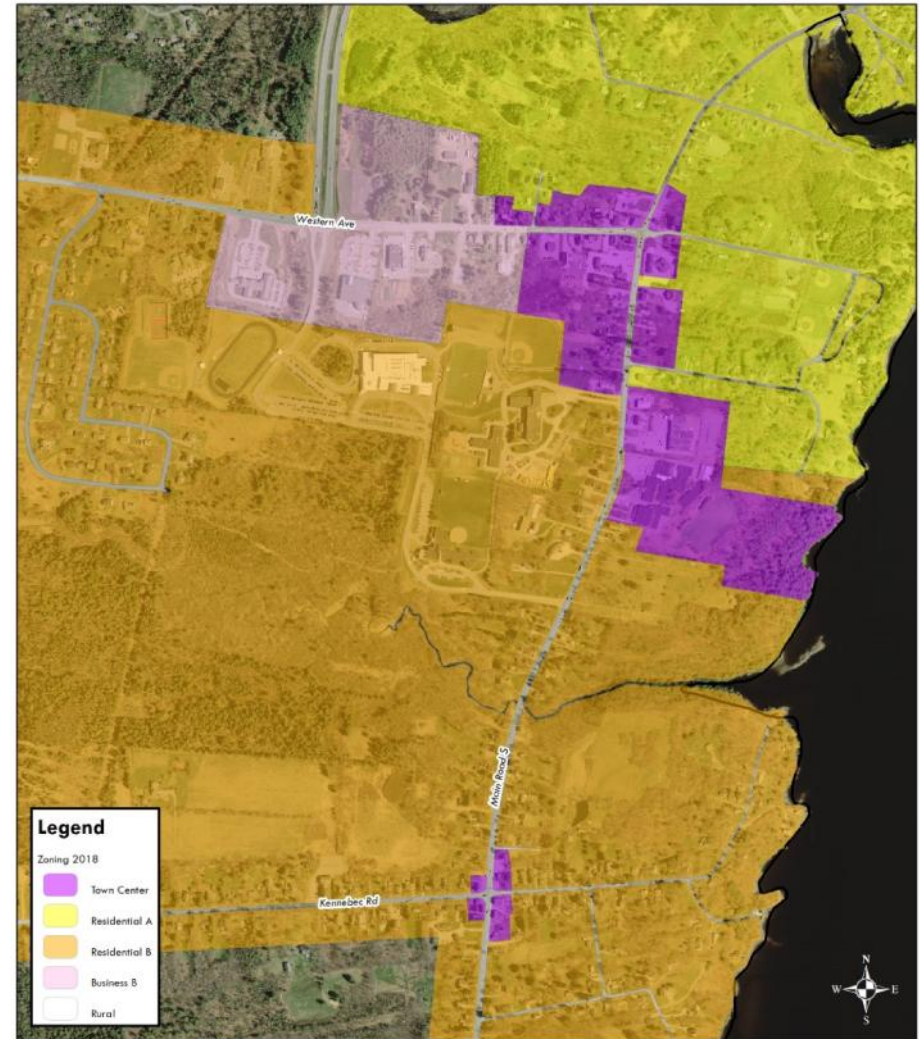 Western Ave
Main Road S
Kennebec Rd
Legend
Zoning 2018
Town Center
Residential A
Residential B
Business B
Rural
N
W E
S